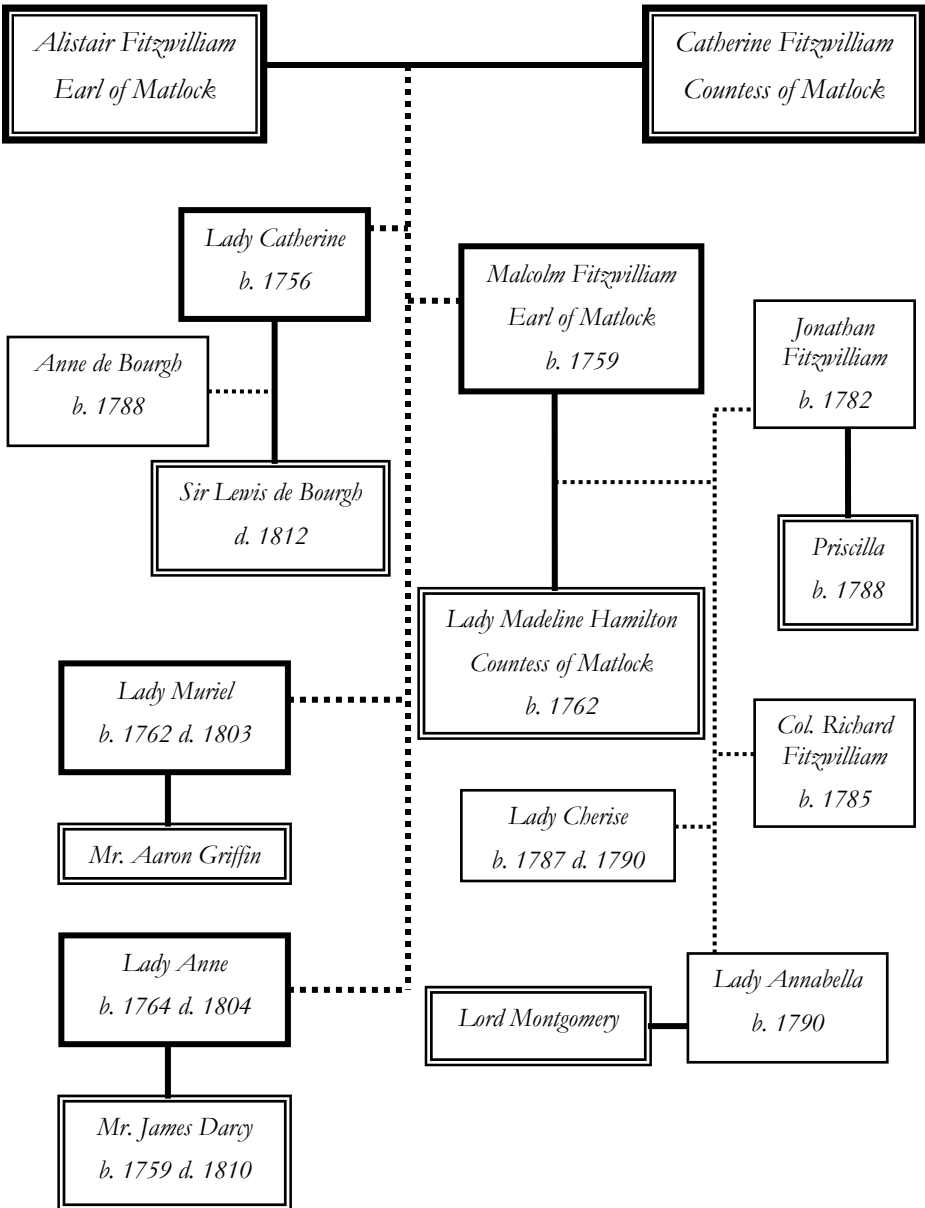 Alistair Fitzwilliam
Earl of Matlock
Catherine Fitzwilliam
Countess of Matlock
Lady Catherine
b. 1756
Malcolm Fitzwilliam
Earl of Matlock
b. 1759
Jonathan
Fitzwilliam
b. 1782
Anne de Bourgh
b. 1788
Sir Lewis de Bourgh
d. 1812
Priscilla
b. 1788
Lady Madeline Hamilton
Countess of Matlock
b. 1762
Lady Muriel
b. 1762 d. 1803
Col. Richard
Fitzwilliam
b. 1785
Mr. Aaron Griffin
Lady Cherise
b. 1787 d. 1790
Lady Anne
b. 1764 d. 1804
Lady Annabella
b. 1790
Lord Montgomery
Mr. James Darcy
b. 1759 d. 1810